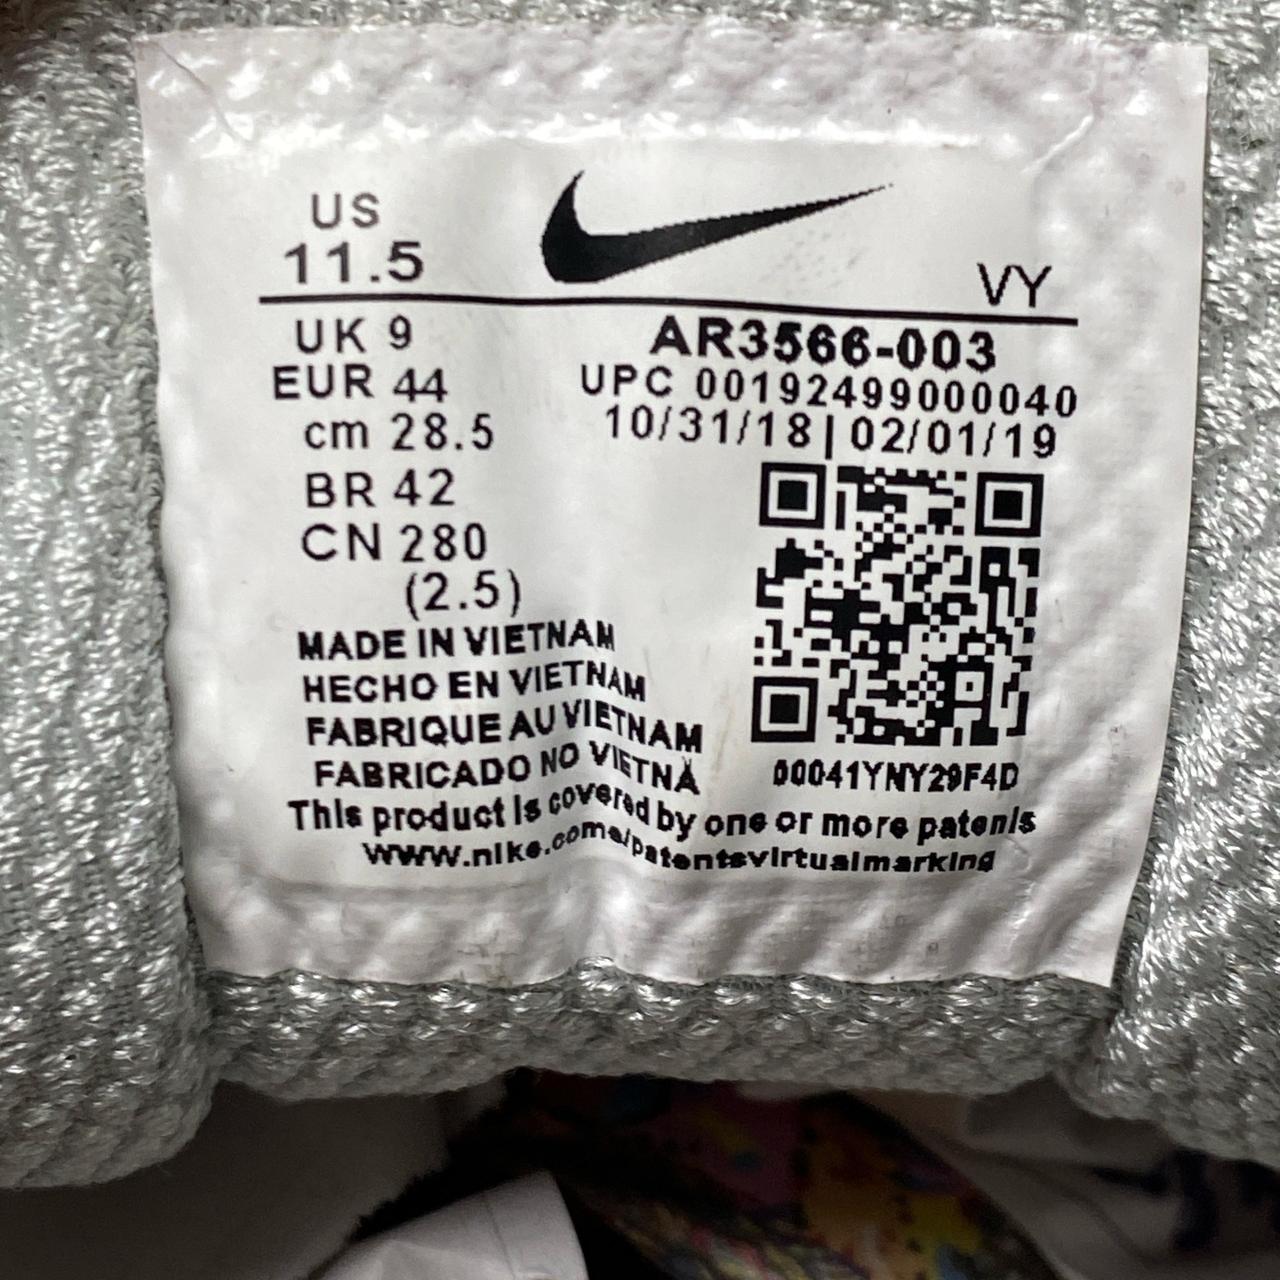 US
11.5
VY
UK 9
EUR 44
cm 28.5
BR 42
CN 280
(2.5)
AR3566-003
UPC 00192499000040
10/31/18 | 02/01/19
00041YNY29F4D
MADE IN VIETNAM
HECHO EN VIETNAM
FABRIQUE AU VIETNAM
FABRICADO NO VIETNÃ
This product is covered by one or more patents
www.nike.com/patentsvirtualmarking